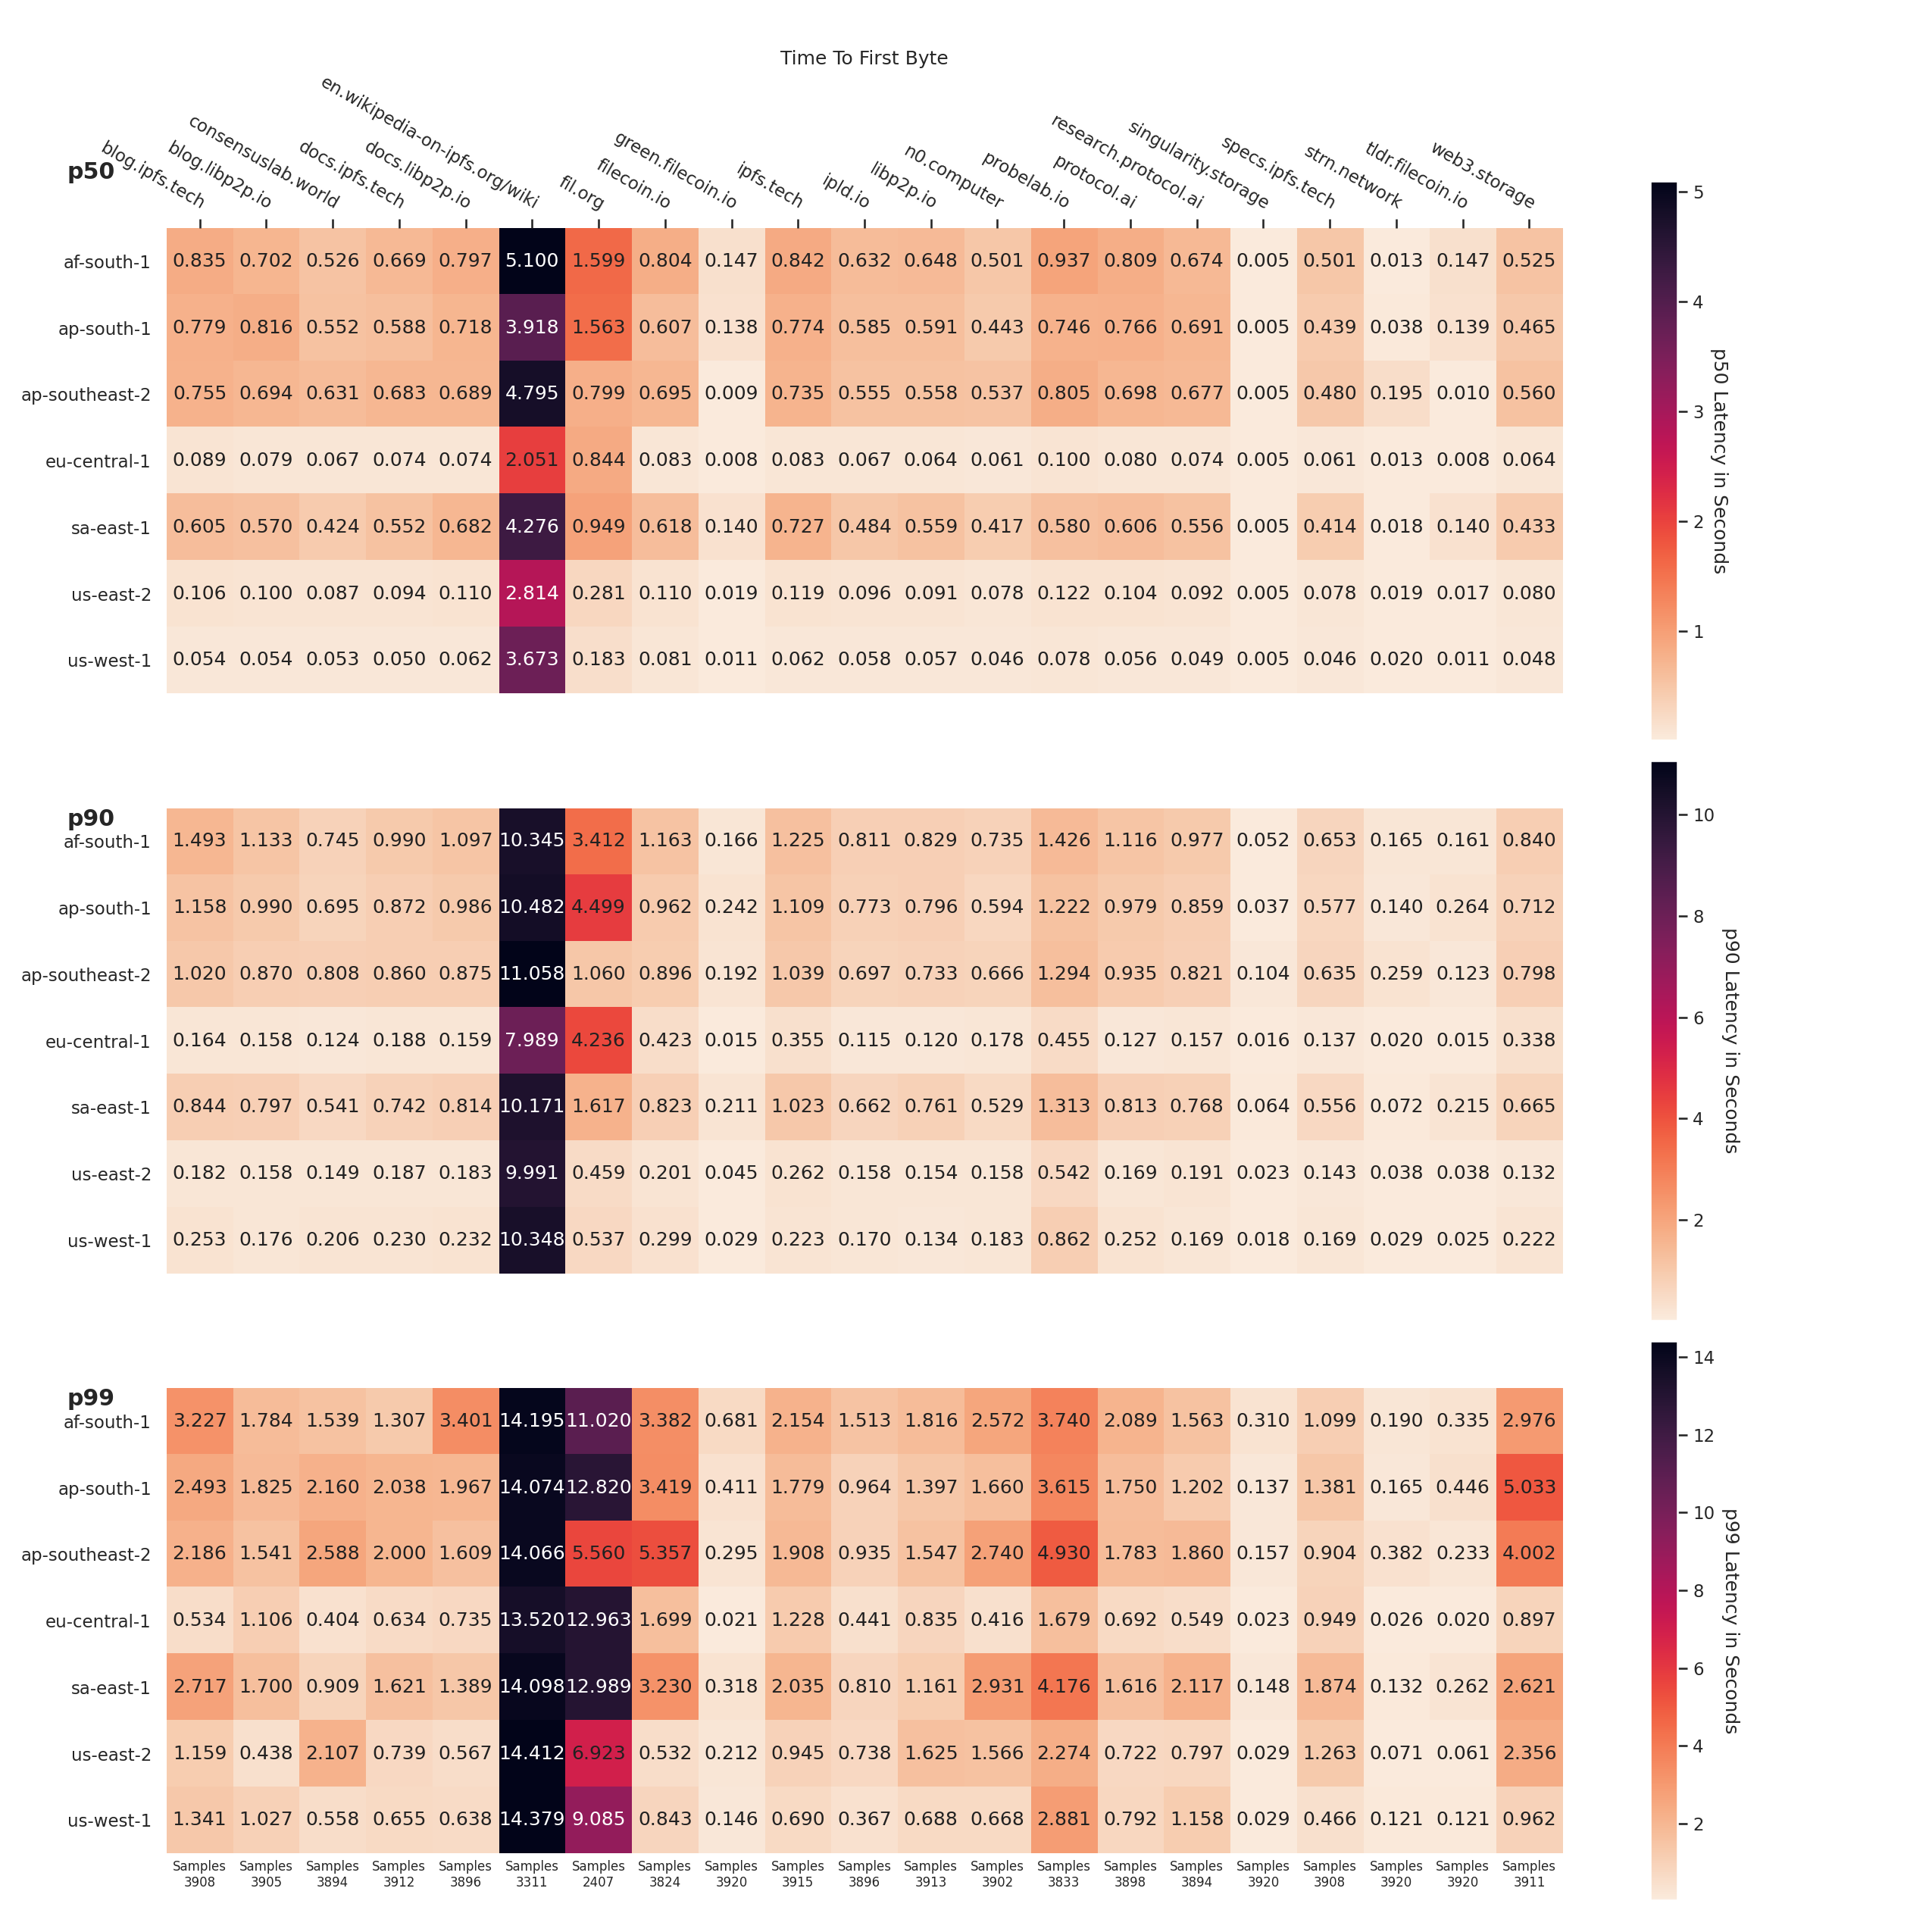 Time To First Byte
p50
blog.ipfs.tech
blog.libp2p.io
consensuslab.world
docs.ipfs.tech
docs.libp2p.io
en.wikipedia-on-ipfs.org/wiki
fil.org
filecoin.io
green.filecoin.io
ipfs.tech
ipld.io
libp2p.io
n0.computer
probelab.io
protocol.ai
research.protocol.ai
singularity.storage
specs.ipfs.tech
strn.network
tldr.filecoin.io
web3.storage
af-south-1 0.835 0.702 0.526 0.669 0.797 5.100 1.599 0.804 0.147 0.842 0.632 0.648 0.501 0.937 0.809 0.674 0.005 0.501 0.013 0.147 0.525
ap-south-1 0.779 0.816 0.552 0.588 0.718 3.918 1.563 0.607 0.138 0.774 0.585 0.591 0.443 0.746 0.766 0.691 0.005 0.439 0.038 0.139 0.465
ap-southeast-2 0.755 0.694 0.631 0.683 0.689 4.795 0.799 0.695 0.009 0.735 0.555 0.558 0.537 0.805 0.698 0.677 0.005 0.480 0.195 0.010 0.560
eu-central-1 0.089 0.079 0.067 0.074 0.074 2.051 0.844 0.083 0.008 0.083 0.067 0.064 0.061 0.100 0.080 0.074 0.005 0.061 0.013 0.008 0.064
sa-east-1 0.605 0.570 0.424 0.552 0.682 4.276 0.949 0.618 0.140 0.727 0.484 0.559 0.417 0.580 0.606 0.556 0.005 0.414 0.018 0.140 0.433
us-east-2 0.106 0.100 0.087 0.094 0.110 2.814 0.281 0.110 0.019 0.119 0.096 0.091 0.078 0.122 0.104 0.092 0.005 0.078 0.019 0.017 0.080
us-west-1 0.054 0.054 0.053 0.050 0.062 3.673 0.183 0.081 0.011 0.062 0.058 0.057 0.046 0.078 0.056 0.049 0.005 0.046 0.020 0.011 0.048
5
4
3
2
1
p50 Latency in Seconds
p90
af-south-1 1.493 1.133 0.745 0.990 1.097 10.345 3.412 1.163 0.166 1.225 0.811 0.829 0.735 1.426 1.116 0.977 0.052 0.653 0.165 0.161 0.840
ap-south-1 1.158 0.990 0.695 0.872 0.986 10.482 4.499 0.962 0.242 1.109 0.773 0.796 0.594 1.222 0.979 0.859 0.037 0.577 0.140 0.264 0.712
ap-southeast-2 1.020 0.870 0.808 0.860 0.875 11.058 1.060 0.896 0.192 1.039 0.697 0.733 0.666 1.294 0.935 0.821 0.104 0.635 0.259 0.123 0.798
eu-central-1 0.164 0.158 0.124 0.188 0.159 7.989 4.236 0.423 0.015 0.355 0.115 0.120 0.178 0.455 0.127 0.157 0.016 0.137 0.020 0.015 0.338
sa-east-1 0.844 0.797 0.541 0.742 0.814 10.171 1.617 0.823 0.211 1.023 0.662 0.761 0.529 1.313 0.813 0.768 0.064 0.556 0.072 0.215 0.665
us-east-2 0.182 0.158 0.149 0.187 0.183 9.991 0.459 0.201 0.045 0.262 0.158 0.154 0.158 0.542 0.169 0.191 0.023 0.143 0.038 0.038 0.132
us-west-1 0.253 0.176 0.206 0.230 0.232 10.348 0.537 0.299 0.029 0.223 0.170 0.134 0.183 0.862 0.252 0.169 0.018 0.169 0.029 0.025 0.222
10
8
6
4
2
p90 Latency in Seconds
p99
af-south-1 3.227 1.784 1.539 1.307 3.401 14.195 11.020 3.382 0.681 2.154 1.513 1.816 2.572 3.740 2.089 1.563 0.310 1.099 0.190 0.335 2.976
ap-south-1 2.493 1.825 2.160 2.038 1.967 14.074 12.820 3.419 0.411 1.779 0.964 1.397 1.660 3.615 1.750 1.202 0.137 1.381 0.165 0.446 5.033
ap-southeast-2 2.186 1.541 2.588 2.000 1.609 14.066 5.560 5.357 0.295 1.908 0.935 1.547 2.740 4.930 1.783 1.860 0.157 0.904 0.382 0.233 4.002
eu-central-1 0.534 1.106 0.404 0.634 0.735 13.520 12.963 1.699 0.021 1.228 0.441 0.835 0.416 1.679 0.692 0.549 0.023 0.949 0.026 0.020 0.897
sa-east-1 2.717 1.700 0.909 1.621 1.389 14.098 12.989 3.230 0.318 2.035 0.810 1.161 2.931 4.176 1.616 2.117 0.148 1.874 0.132 0.262 2.621
us-east-2 1.159 0.438 2.107 0.739 0.567 14.412 6.923 0.532 0.212 0.945 0.738 1.625 1.566 2.274 0.722 0.797 0.029 1.263 0.071 0.061 2.356
us-west-1 1.341 1.027 0.558 0.655 0.638 14.379 9.085 0.843 0.146 0.690 0.367 0.688 0.668 2.881 0.792 1.158 0.029 0.466 0.121 0.121 0.962
Samples Samples Samples Samples Samples Samples Samples Samples Samples Samples Samples Samples Samples Samples Samples Samples Samples Samples Samples Samples Samples
3908 3905 3894 3912 3896 3311 2407 3824 3920 3915 3896 3913 3902 3833 3898 3894 3920 3908 3920 3920 3911
14
12
10
8
6
4
2
p99 Latency in Seconds